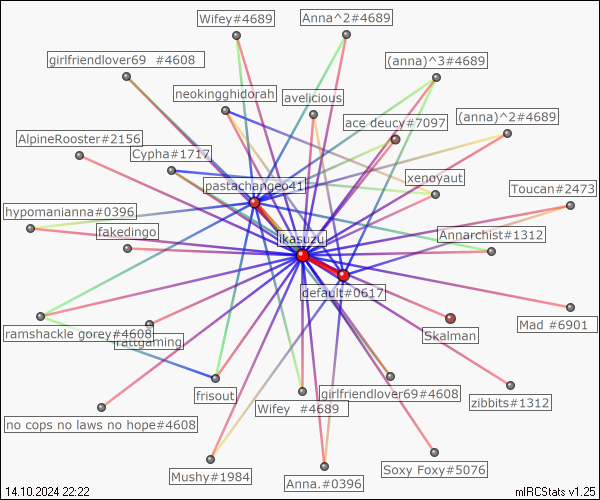 Wifey#4689
Anna^2#4689
girlfriendlover69 #4608
(anna)^3#4689
neokingghidorah
avelicious
ace deucy#7097
(anna)^2#4689
AlpineRooster#2156
Cypha#1717
pastachangeo41
xenovaut
Toucan#2473
hypomanianna#0396
fakedingo
ikasuzu
Annarchist#1312
default#0617
Mad #6901
ramshackle gorey#4608
Skalman
frisout
girlfriendlover69#4608
zibbits#1312
Wifey #4689
no cops no laws no hope#4608
Mushy#1984
Anna.#0396
Soxy Foxy#5076
14.10.2024 22:22
mIRCStats v1.25